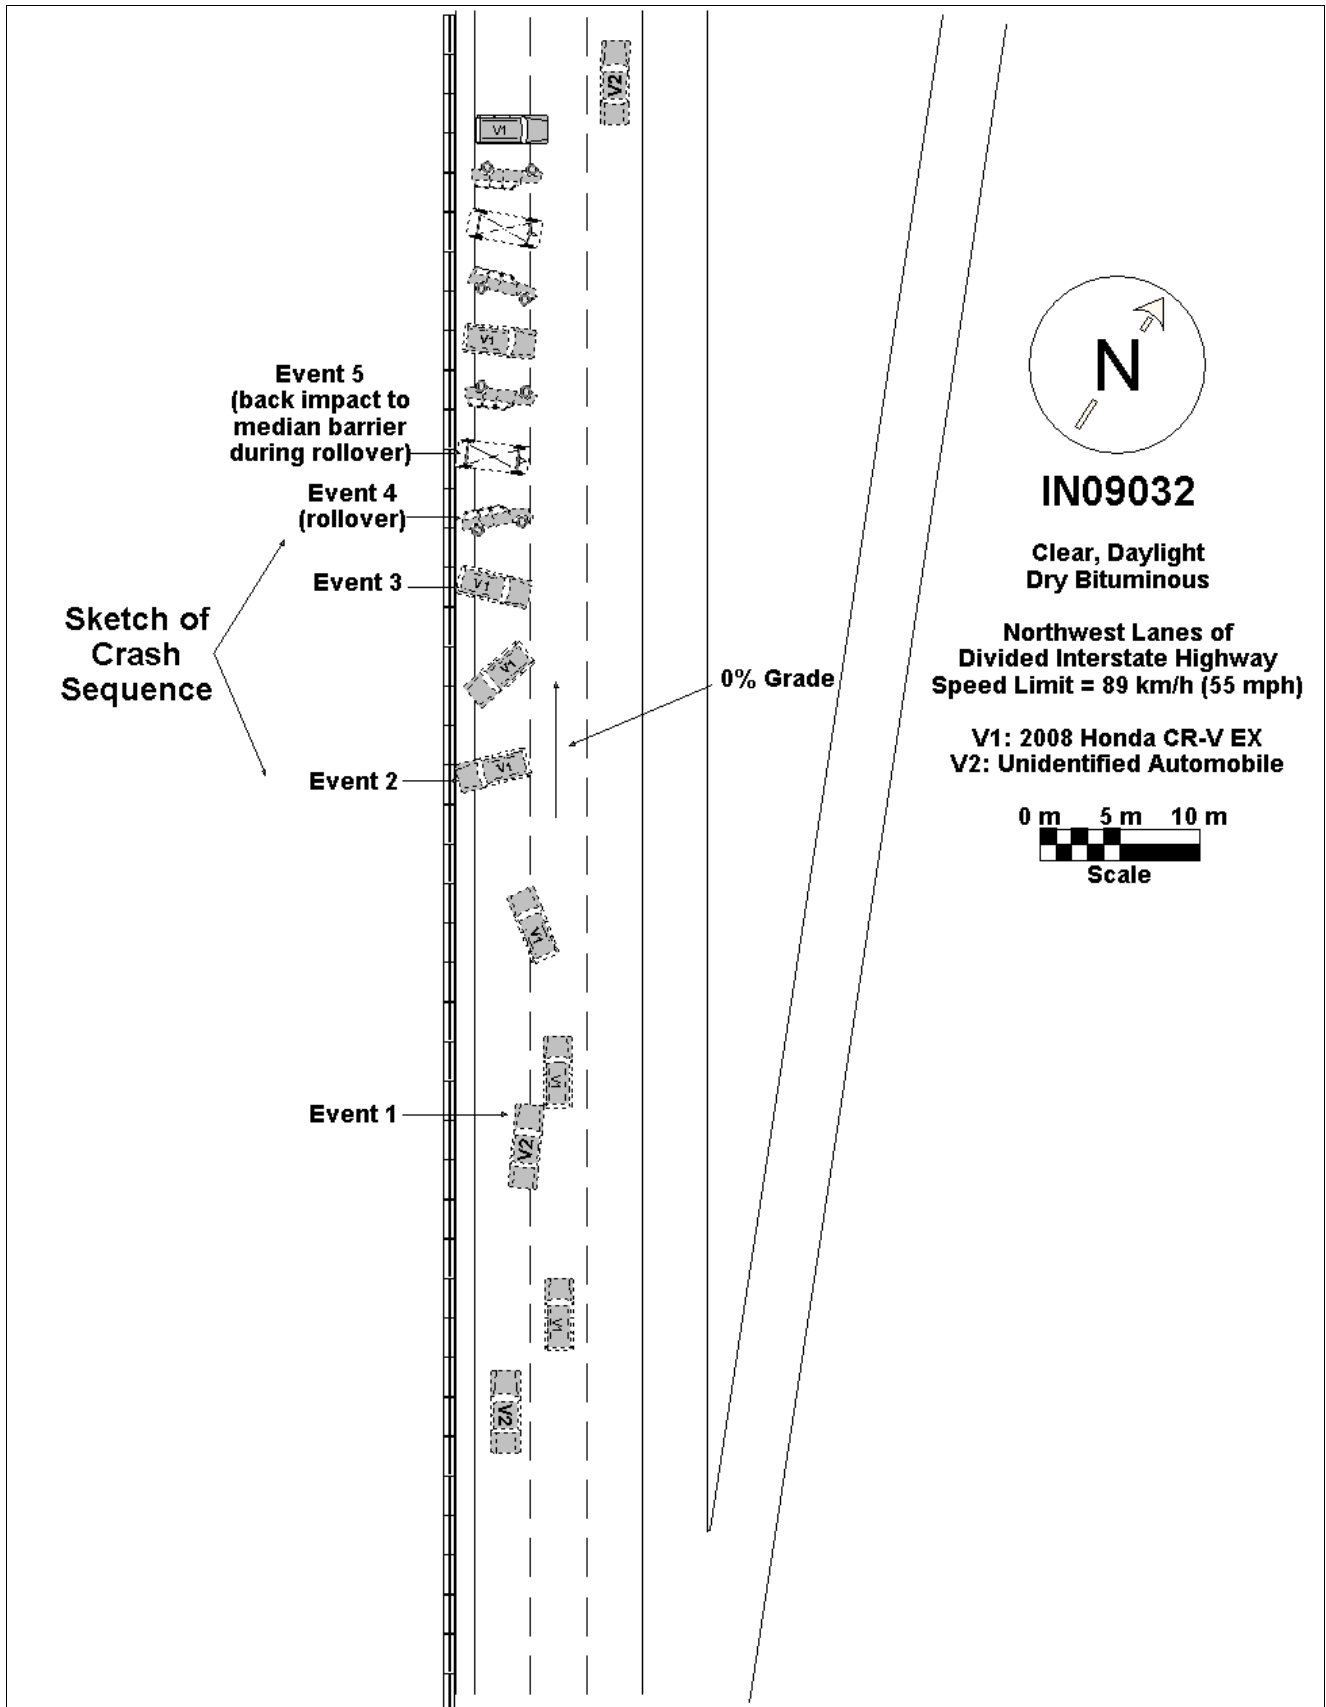 V2
V1
V1
Event 5
(back impact to
median barrier
during rollover)
Event 4
(rollover)
Event 3
V1
Sketch of
Crash
Sequence
V1
Event 2
V1
V1
V1
Event 1
V2
V1
V2
0% Grade
N
IN09032
Clear, Daylight
Dry Bituminous
Northwest Lanes of
Divided Interstate Highway
Speed Limit = 89 km/h (55 mph)
V1: 2008 Honda CR-V EX
V2: Unidentified Automobile
0 m 5 m 10 m
Scale